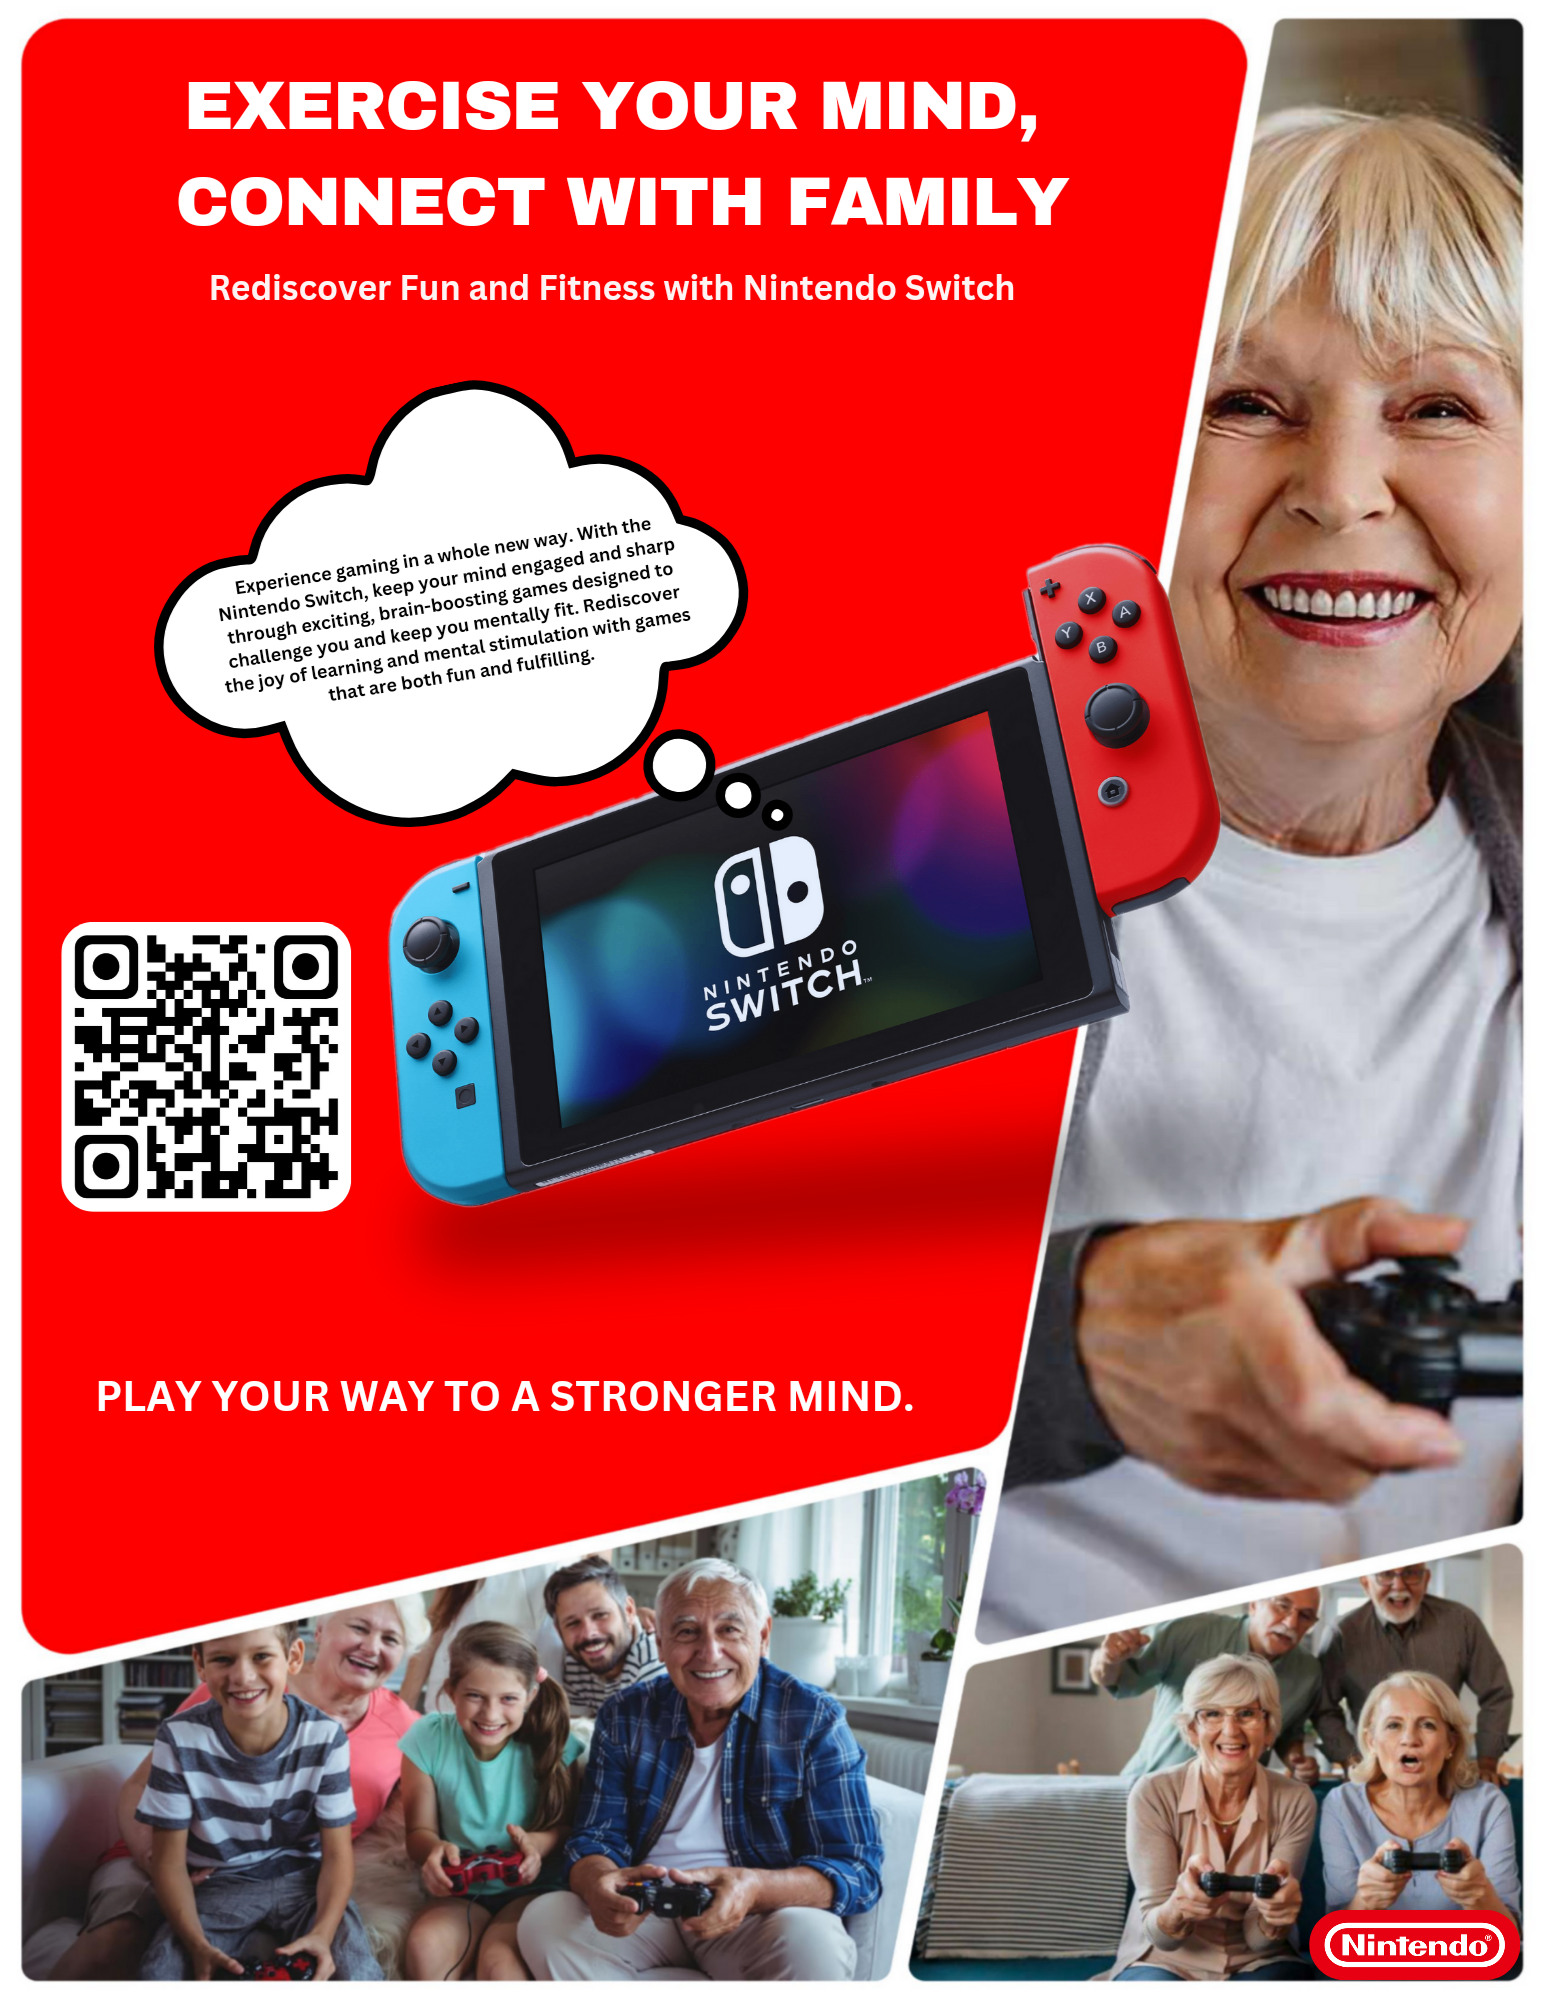 EXERCISE YOUR MIND,
CONNECT WITH FAMILY
Rediscover Fun and Fitness with Nintendo Switch
Experience gaming in a whole new way. With the
Nintendo Switch, keep your mind engaged and sharp
through exciting, brain-boosting games designed to
challenge you and keep you mentally fit. Rediscover
the joy of learning and mental stimulation with games
that are both fun and fulfilling.
X
A
Y
B
NINTENDO
SWITCH™
PLAY YOUR WAY TO A STRONGER MIND.
Nintendo®